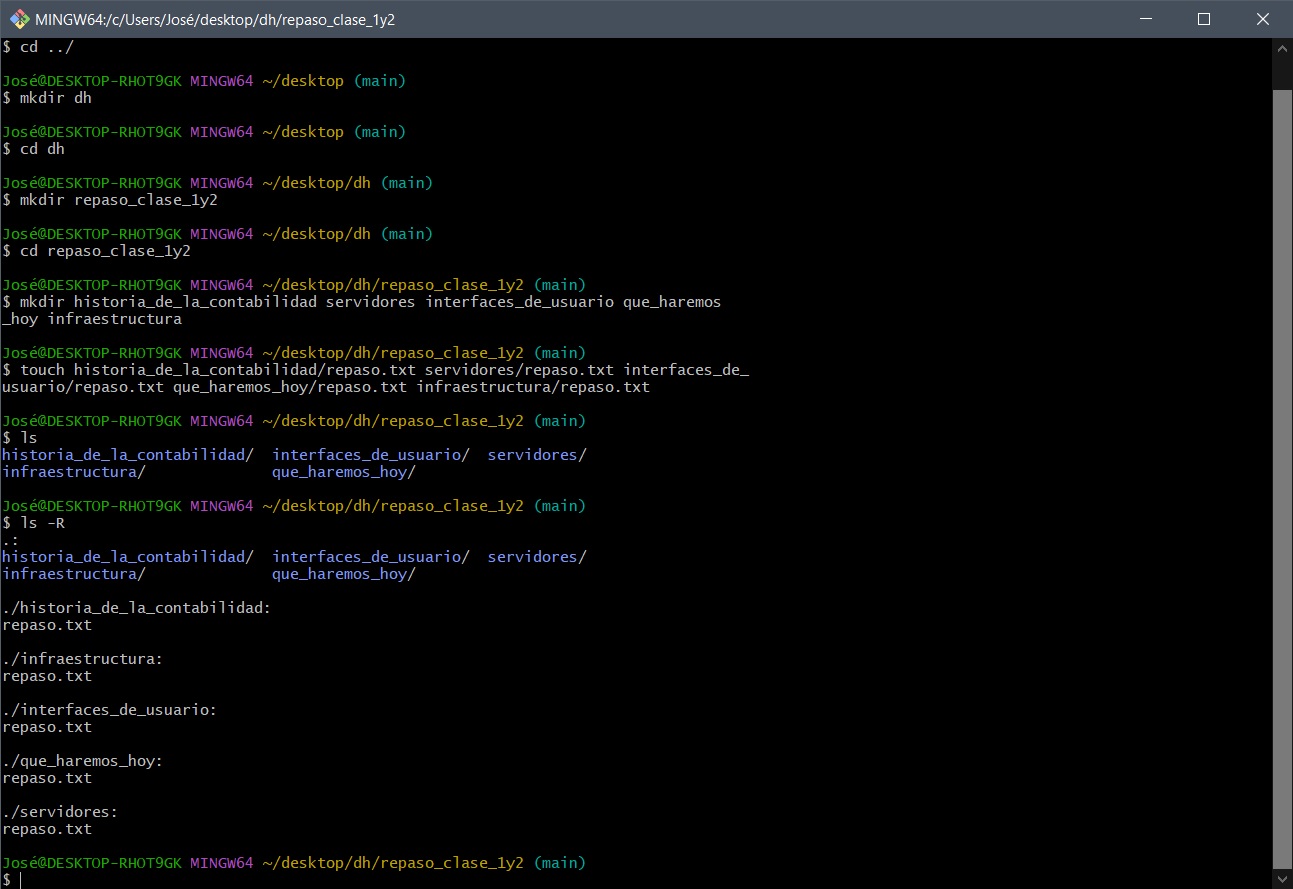 MINGW64:/c/Users/José/desktop/dh/repaso_clase_1y2
$ cd ../
José@DESKTOP-RHOT9GK MINGW64 ~/desktop (main)
$ mkdir dh
José@DESKTOP-RHOT9GK MINGW64 ~/desktop (main)
$ cd dh
José@DESKTOP-RHOT9GK MINGW64 ~/desktop/dh (main)
$ mkdir repaso_clase_1y2
José@DESKTOP-RHOT9GK MINGW64 ~/desktop/dh (main)
$ cd repaso_clase_1y2
José@DESKTOP-RHOT9GK MINGW64 ~/desktop/dh/repaso_clase_1y2 (main)
$ mkdir historia_de_la_contabilidad servidores interfaces_de_usuario que_haremos
_hoy infraestructura
José@DESKTOP-RHOT9GK MINGW64 ~/desktop/dh/repaso_clase_1y2 (main)
$ touch historia_de_la_contabilidad/repaso.txt servidores/repaso.txt interfaces_de_
usuario/repaso.txt que_haremos_hoy/repaso.txt infraestructura/repaso.txt
José@DESKTOP-RHOT9GK MINGW64 ~/desktop/dh/repaso_clase_1y2 (main)
$ ls
historia_de_la_contabilidad/  interfaces_de_usuario/  servidores/
infraestructura/              que_haremos_hoy/
José@DESKTOP-RHOT9GK MINGW64 ~/desktop/dh/repaso_clase_1y2 (main)
$ ls -R
.:
historia_de_la_contabilidad/  interfaces_de_usuario/  servidores/
infraestructura/              que_haremos_hoy/
./historia_de_la_contabilidad:
repaso.txt
./infraestructura:
repaso.txt
./interfaces_de_usuario:
repaso.txt
./que_haremos_hoy:
repaso.txt
./servidores:
repaso.txt
José@DESKTOP-RHOT9GK MINGW64 ~/desktop/dh/repaso_clase_1y2 (main)
$